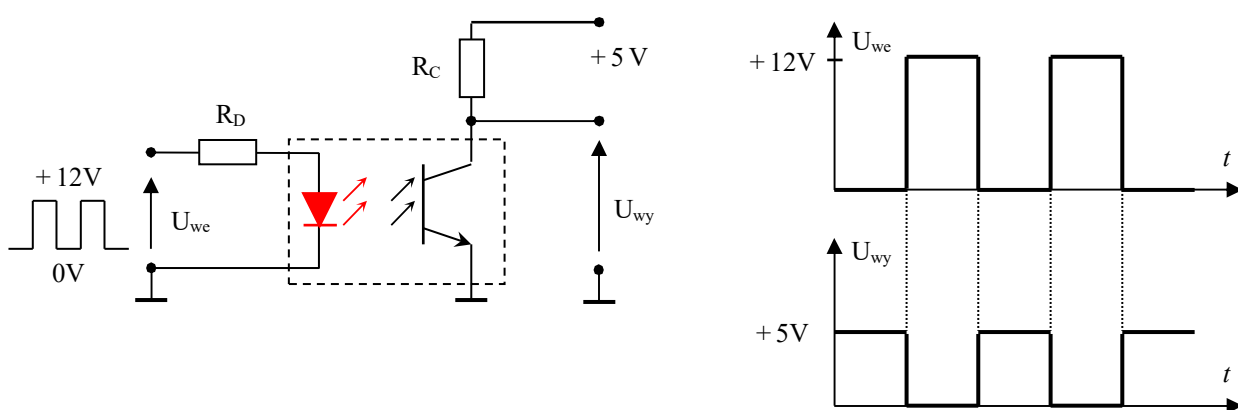 + 5 V
R_C
R_D
+ 12V
U_we
0V
U_wy
U_we
+ 12V
t
U_wy
+ 5V
t